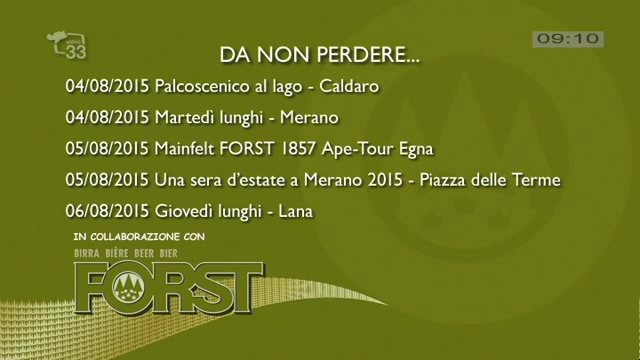 video
33
09:10
DA NON PERDERE...
04/08/2015 Palcoscenico al lago - Caldaro
04/08/2015 Martedì lunghi - Merano
05/08/2015 Mainfelt FORST 1857 Ape-Tour Egna
05/08/2015 Una sera d'estate a Merano 2015 - Piazza delle Terme
06/08/2015 Giovedì lunghi - Lana
IN COLLABORAZIONE CON
BIRRA BIÈRE BEER BIER
FORST